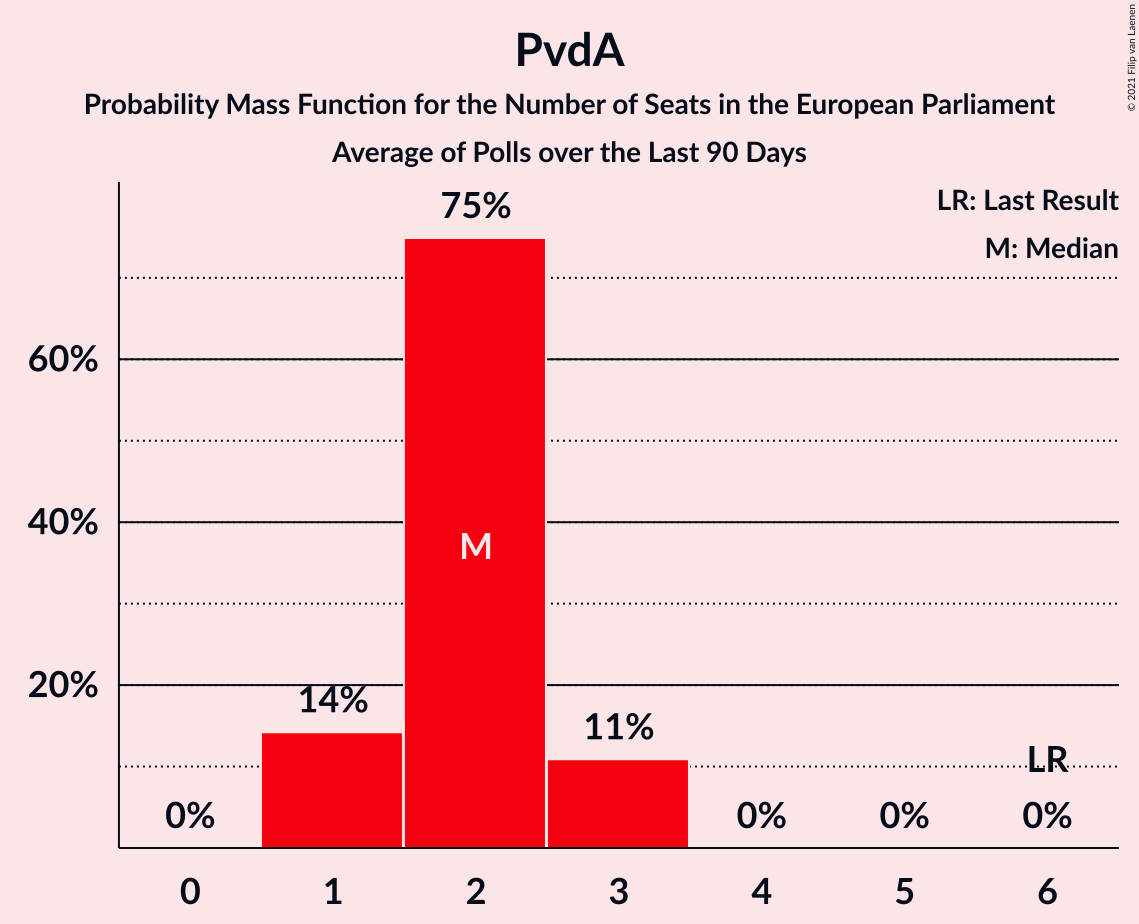 PvdA
Probability Mass Function for the Number of Seats in the European Parliament
Average of Polls over the Last 90 Days
© 2021 Filip van Laenen
LR: Last Result
M: Median
75%
60%
40%
M
20%
14%
11%
LR
0%
0%
0%
0%
0 1 2 3 4 5 6